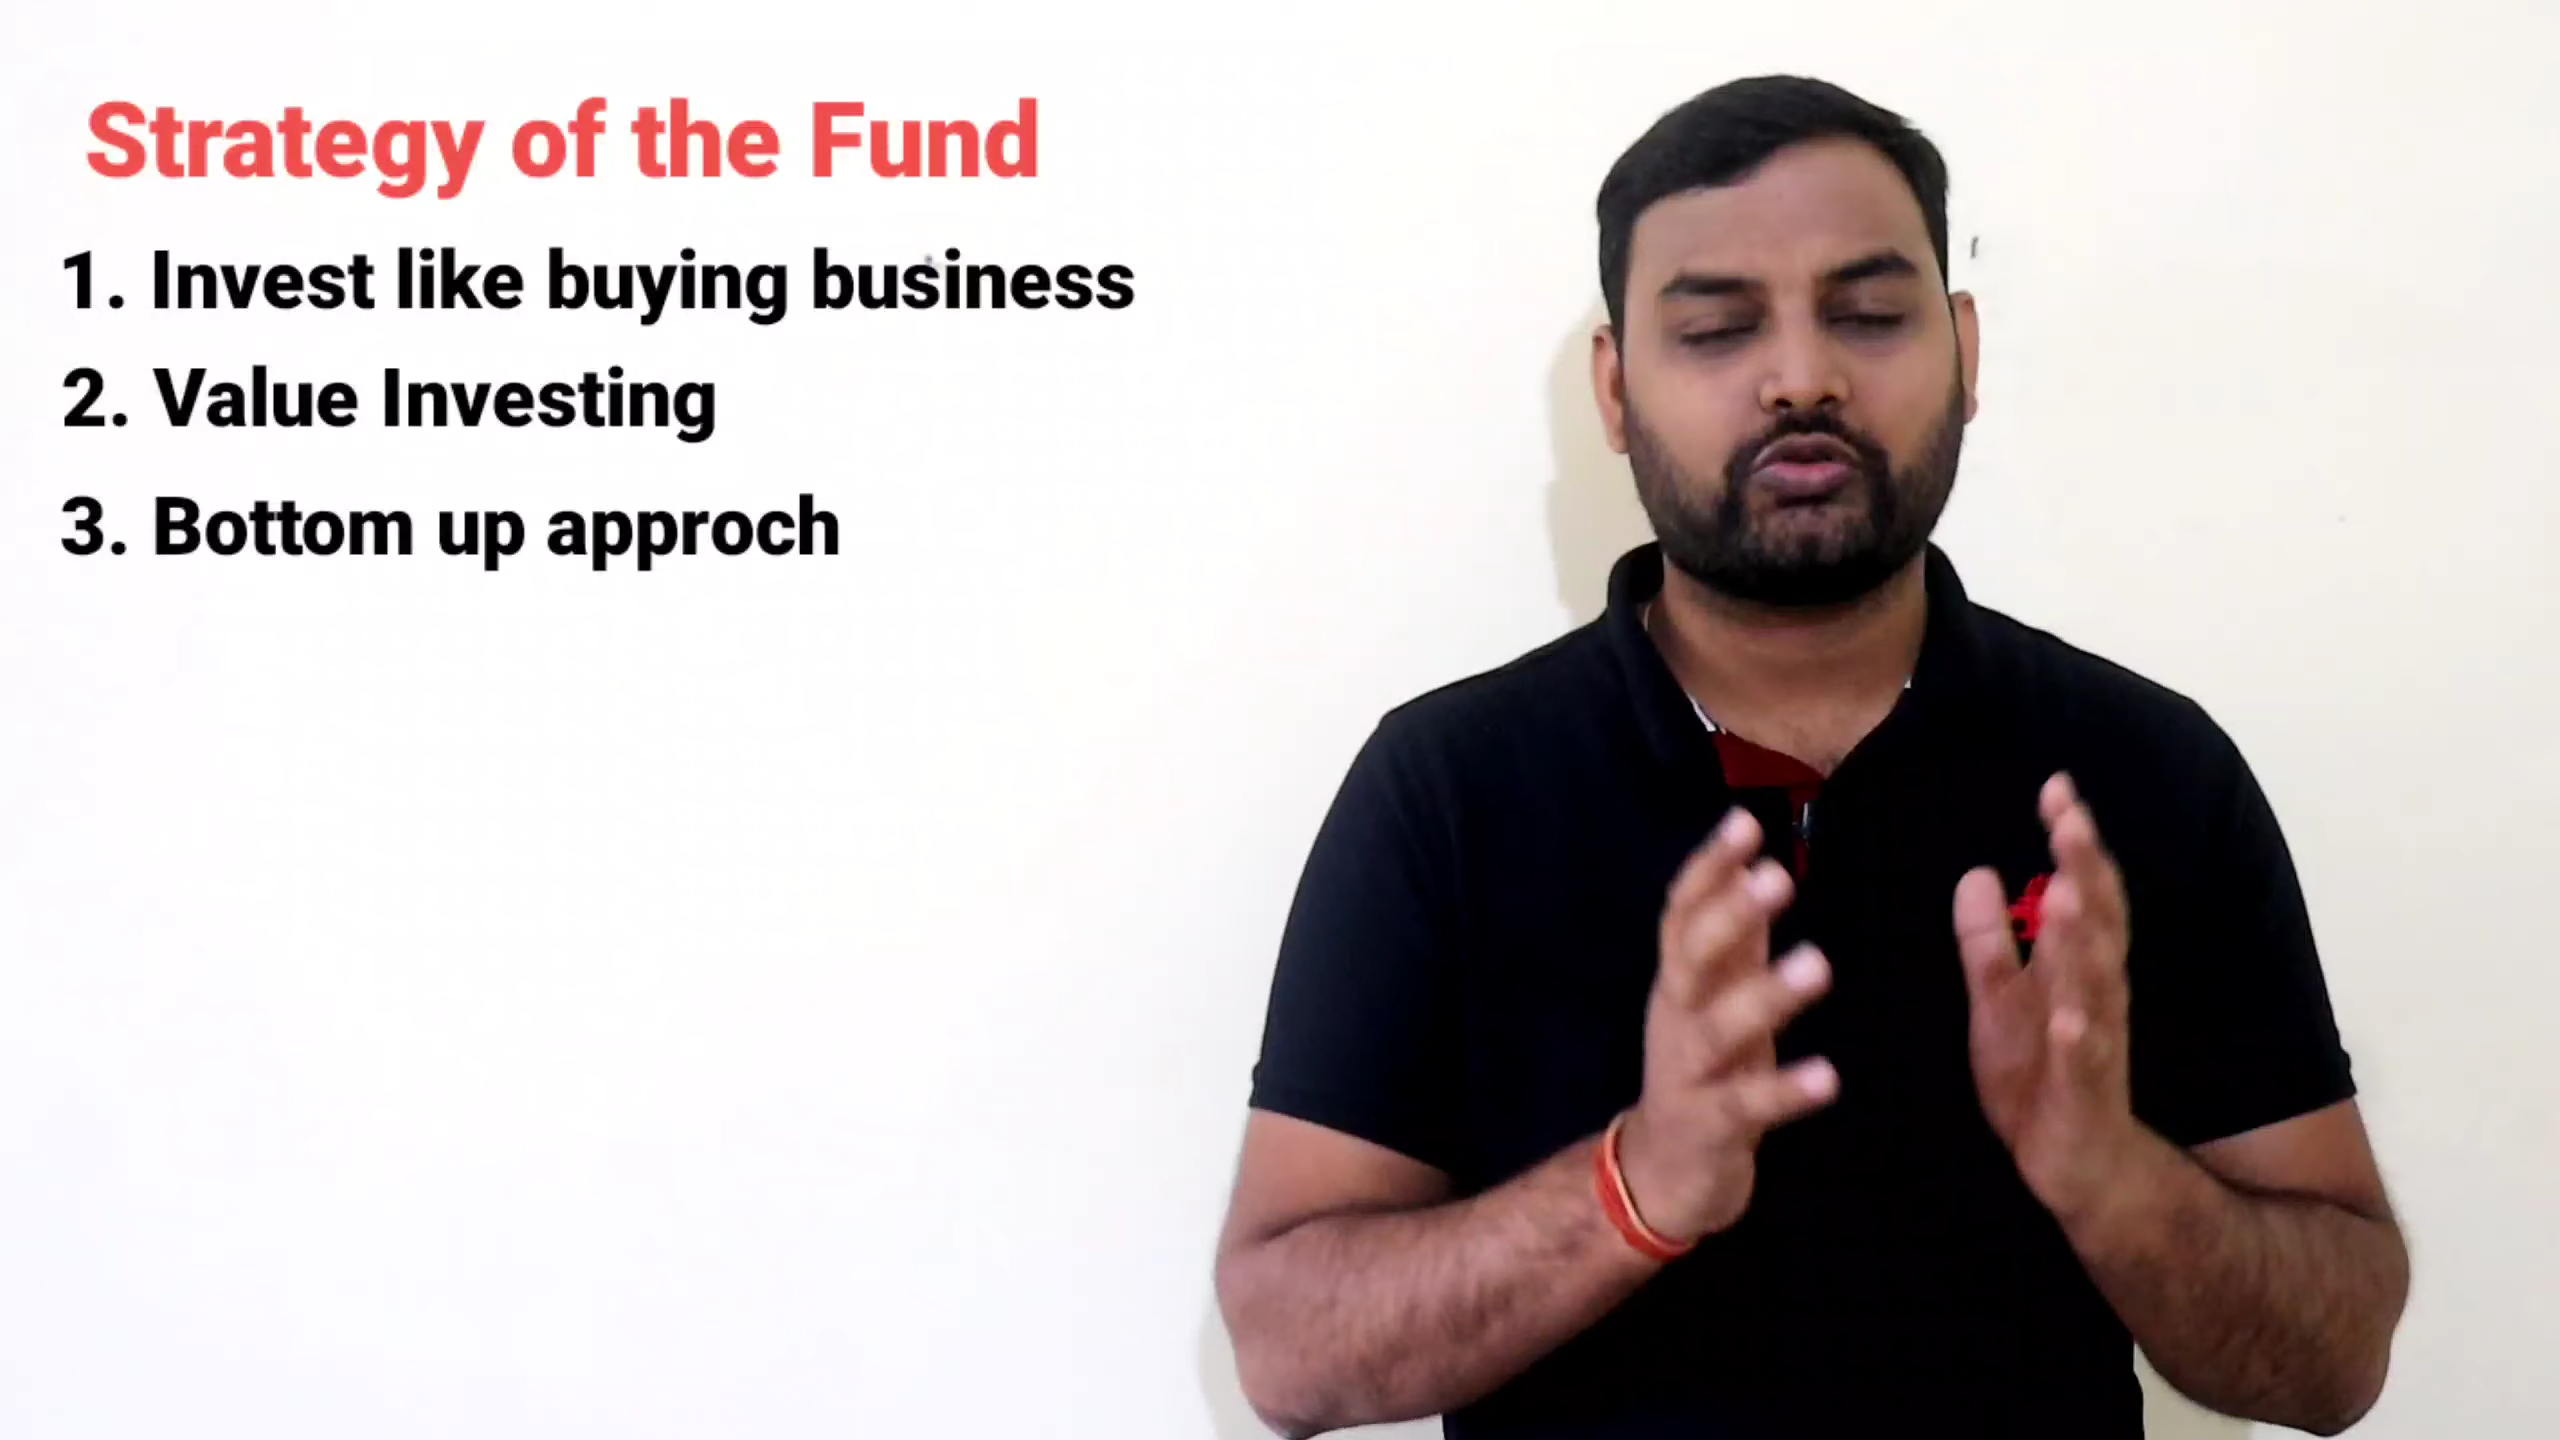 Strategy of the Fund
1. Invest like buying business
2. Value Investing
3. Bottom up approch